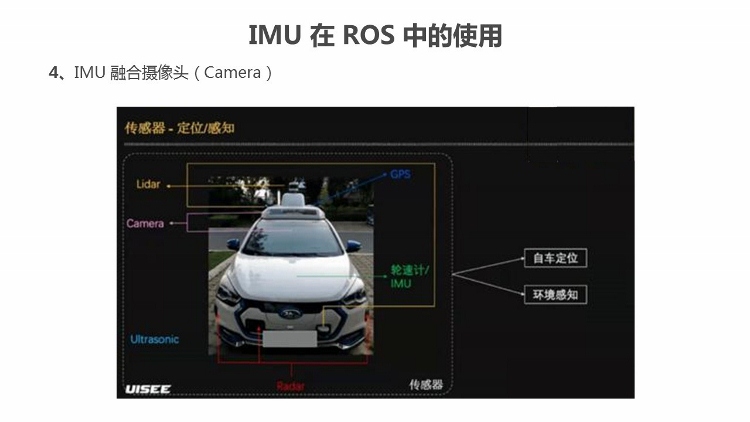 IMU 在 ROS 中的使用
4、IMU 融合摄像头（Camera）
传感器 - 定位/感知
Lidar
GPS
Camera
轮速计/
IMU
自车定位
环境感知
Ultrasonic
Radar
传感器
UISEE